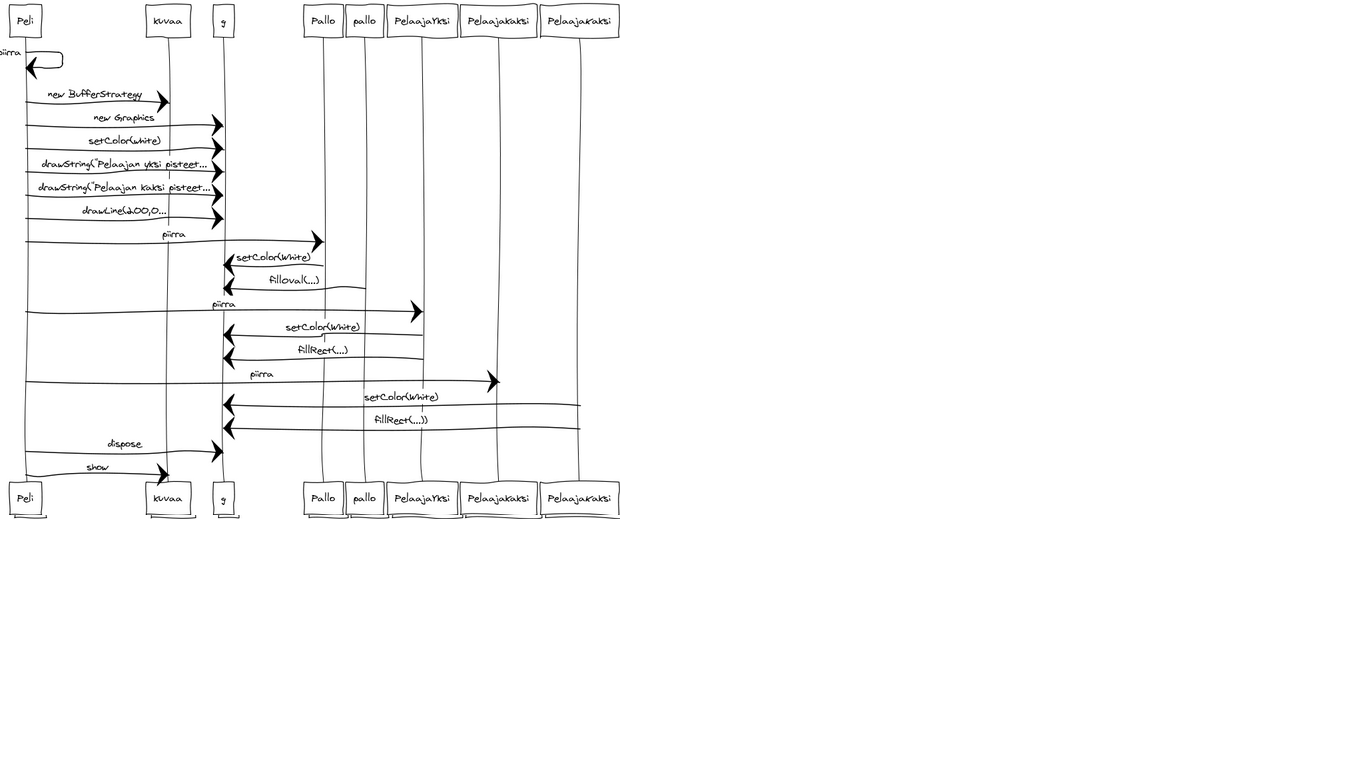 Peli kuvaa g Pallo pallo PelaajaYksi Pelaajakaksi PelaajaKaksi
piirra
new BufferStrategy
new Graphics
setColor(white)
drawString("Pelaajan yksi pisteet...
drawString("Pelaajan kaksi pisteet...
drawLine(200,0...
piirra
setColor(White)
fillOval(...)
piirra
setColor(White)
fillRect(...)
piirra
setColor(White)
fillRect(...))
dispose
show
Peli kuvaa g Pallo pallo PelaajaYksi Pelaajakaksi PelaajaKaksi